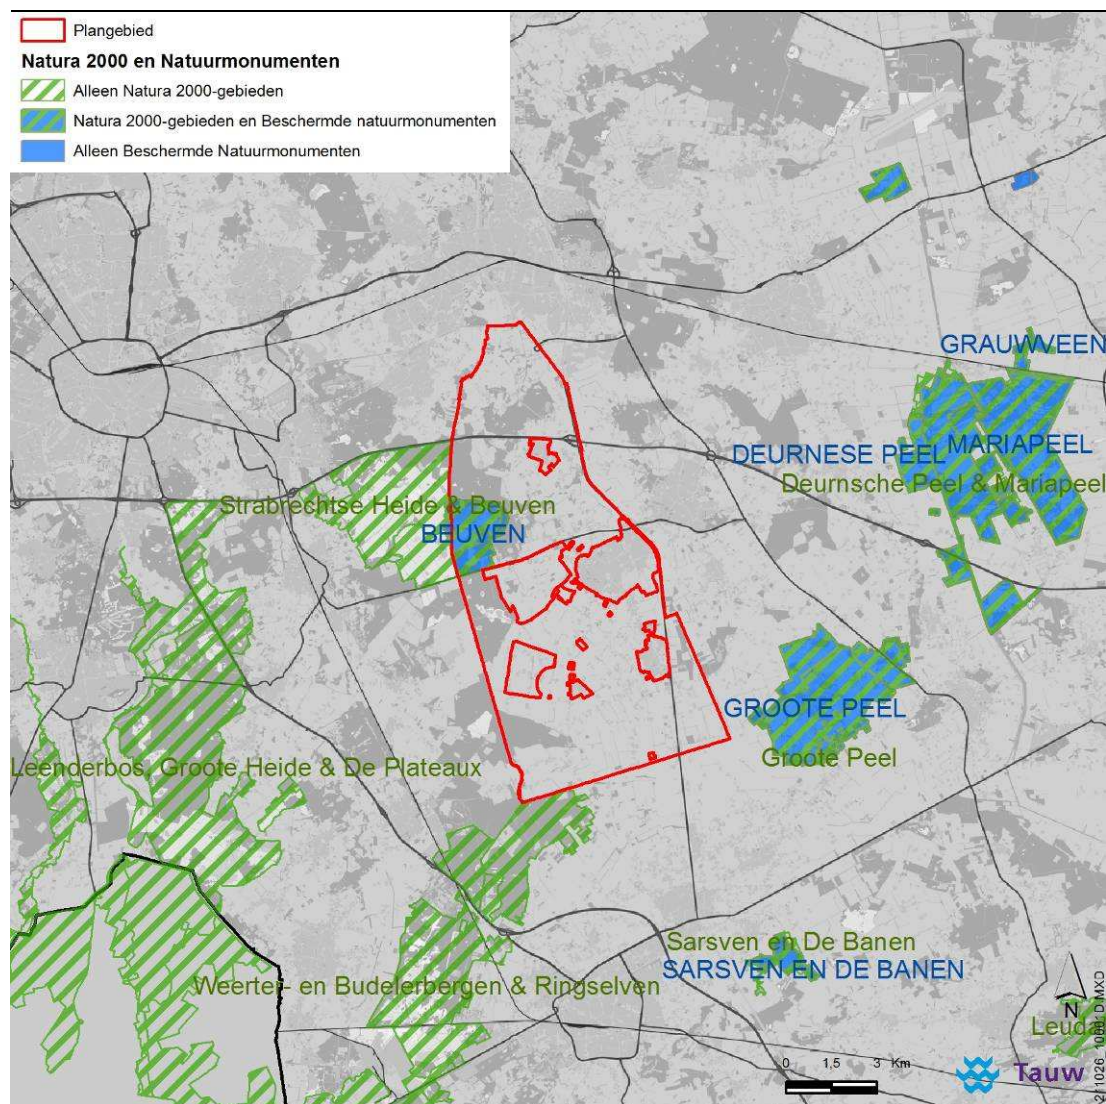 Plangebied
Natura 2000 en Natuurmonumenten
Alleen Natura 2000-gebieden
Natura 2000-gebieden en Beschermde natuurmonumenten
Alleen Beschermde Natuurmonumenten
GRAUWVEEN
MARIAPEEL
DEURNESE PEEL
Deurnsche Peel & Mariapeel
Strabrechtse Heide & Beuven
BEUVEN
GROOTE PEEL
Groote Peel
Leenderbos, Groote Heide & De Plateaux
Sarsven en De Banen
SARSVEN EN DE BANEN
Weerter- en Budelerbergen & Ringselven
N
Leudal
0 1,5 3 Km
Tauw